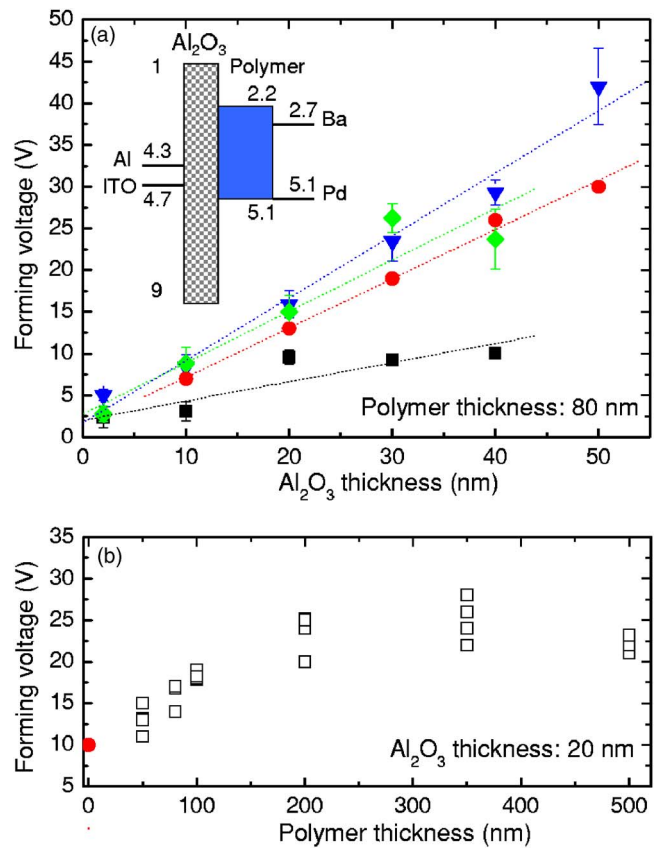 (a)
Al2O3
1
Polymer
2.2
2.7 Ba
Al 4.3
ITO 4.7
5.1 Pd
5.1
9
50
45
40
35
30
25
20
15
10
5
0
Forming voltage (V)
Polymer thickness: 80 nm
0 10 20 30 40 50
Al2O3 thickness (nm)
(b)
35
30
25
20
15
10
5
Forming voltage (V)
Al2O3 thickness: 20 nm
0 100 200 300 400 500
Polymer thickness (nm)